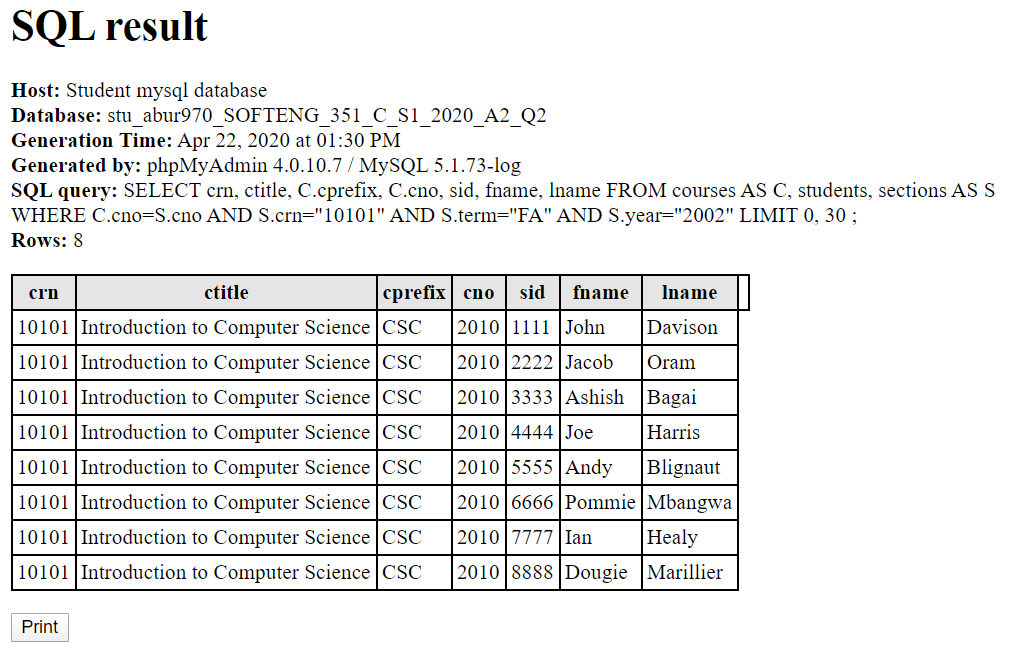 SQL result
Host: Student mysql database
Database: stu_abur970_SOFTENG_351_C_S1_2020_A2_Q2
Generation Time: Apr 22, 2020 at 01:30 PM
Generated by: phpMyAdmin 4.0.10.7 / MySQL 5.1.73-log
SQL query: SELECT crn, ctitle, C.cprefix, C.cno, sid, fname, lname FROM courses AS C, students, sections AS S
WHERE C.cno=S.cno AND S.crn="10101" AND S.term="FA" AND S.year="2002" LIMIT 0, 30 ;
Rows: 8
crn ctitle cprefix cno sid fname lname
10101 Introduction to Computer Science CSC 2010 1111 John Davison
10101 Introduction to Computer Science CSC 2010 2222 Jacob Oram
10101 Introduction to Computer Science CSC 2010 3333 Ashish Bagai
10101 Introduction to Computer Science CSC 2010 4444 Joe Harris
10101 Introduction to Computer Science CSC 2010 5555 Andy Blignaut
10101 Introduction to Computer Science CSC 2010 6666 Pommie Mbangwa
10101 Introduction to Computer Science CSC 2010 7777 Ian Healy
10101 Introduction to Computer Science CSC 2010 8888 Dougie Marillier
Print